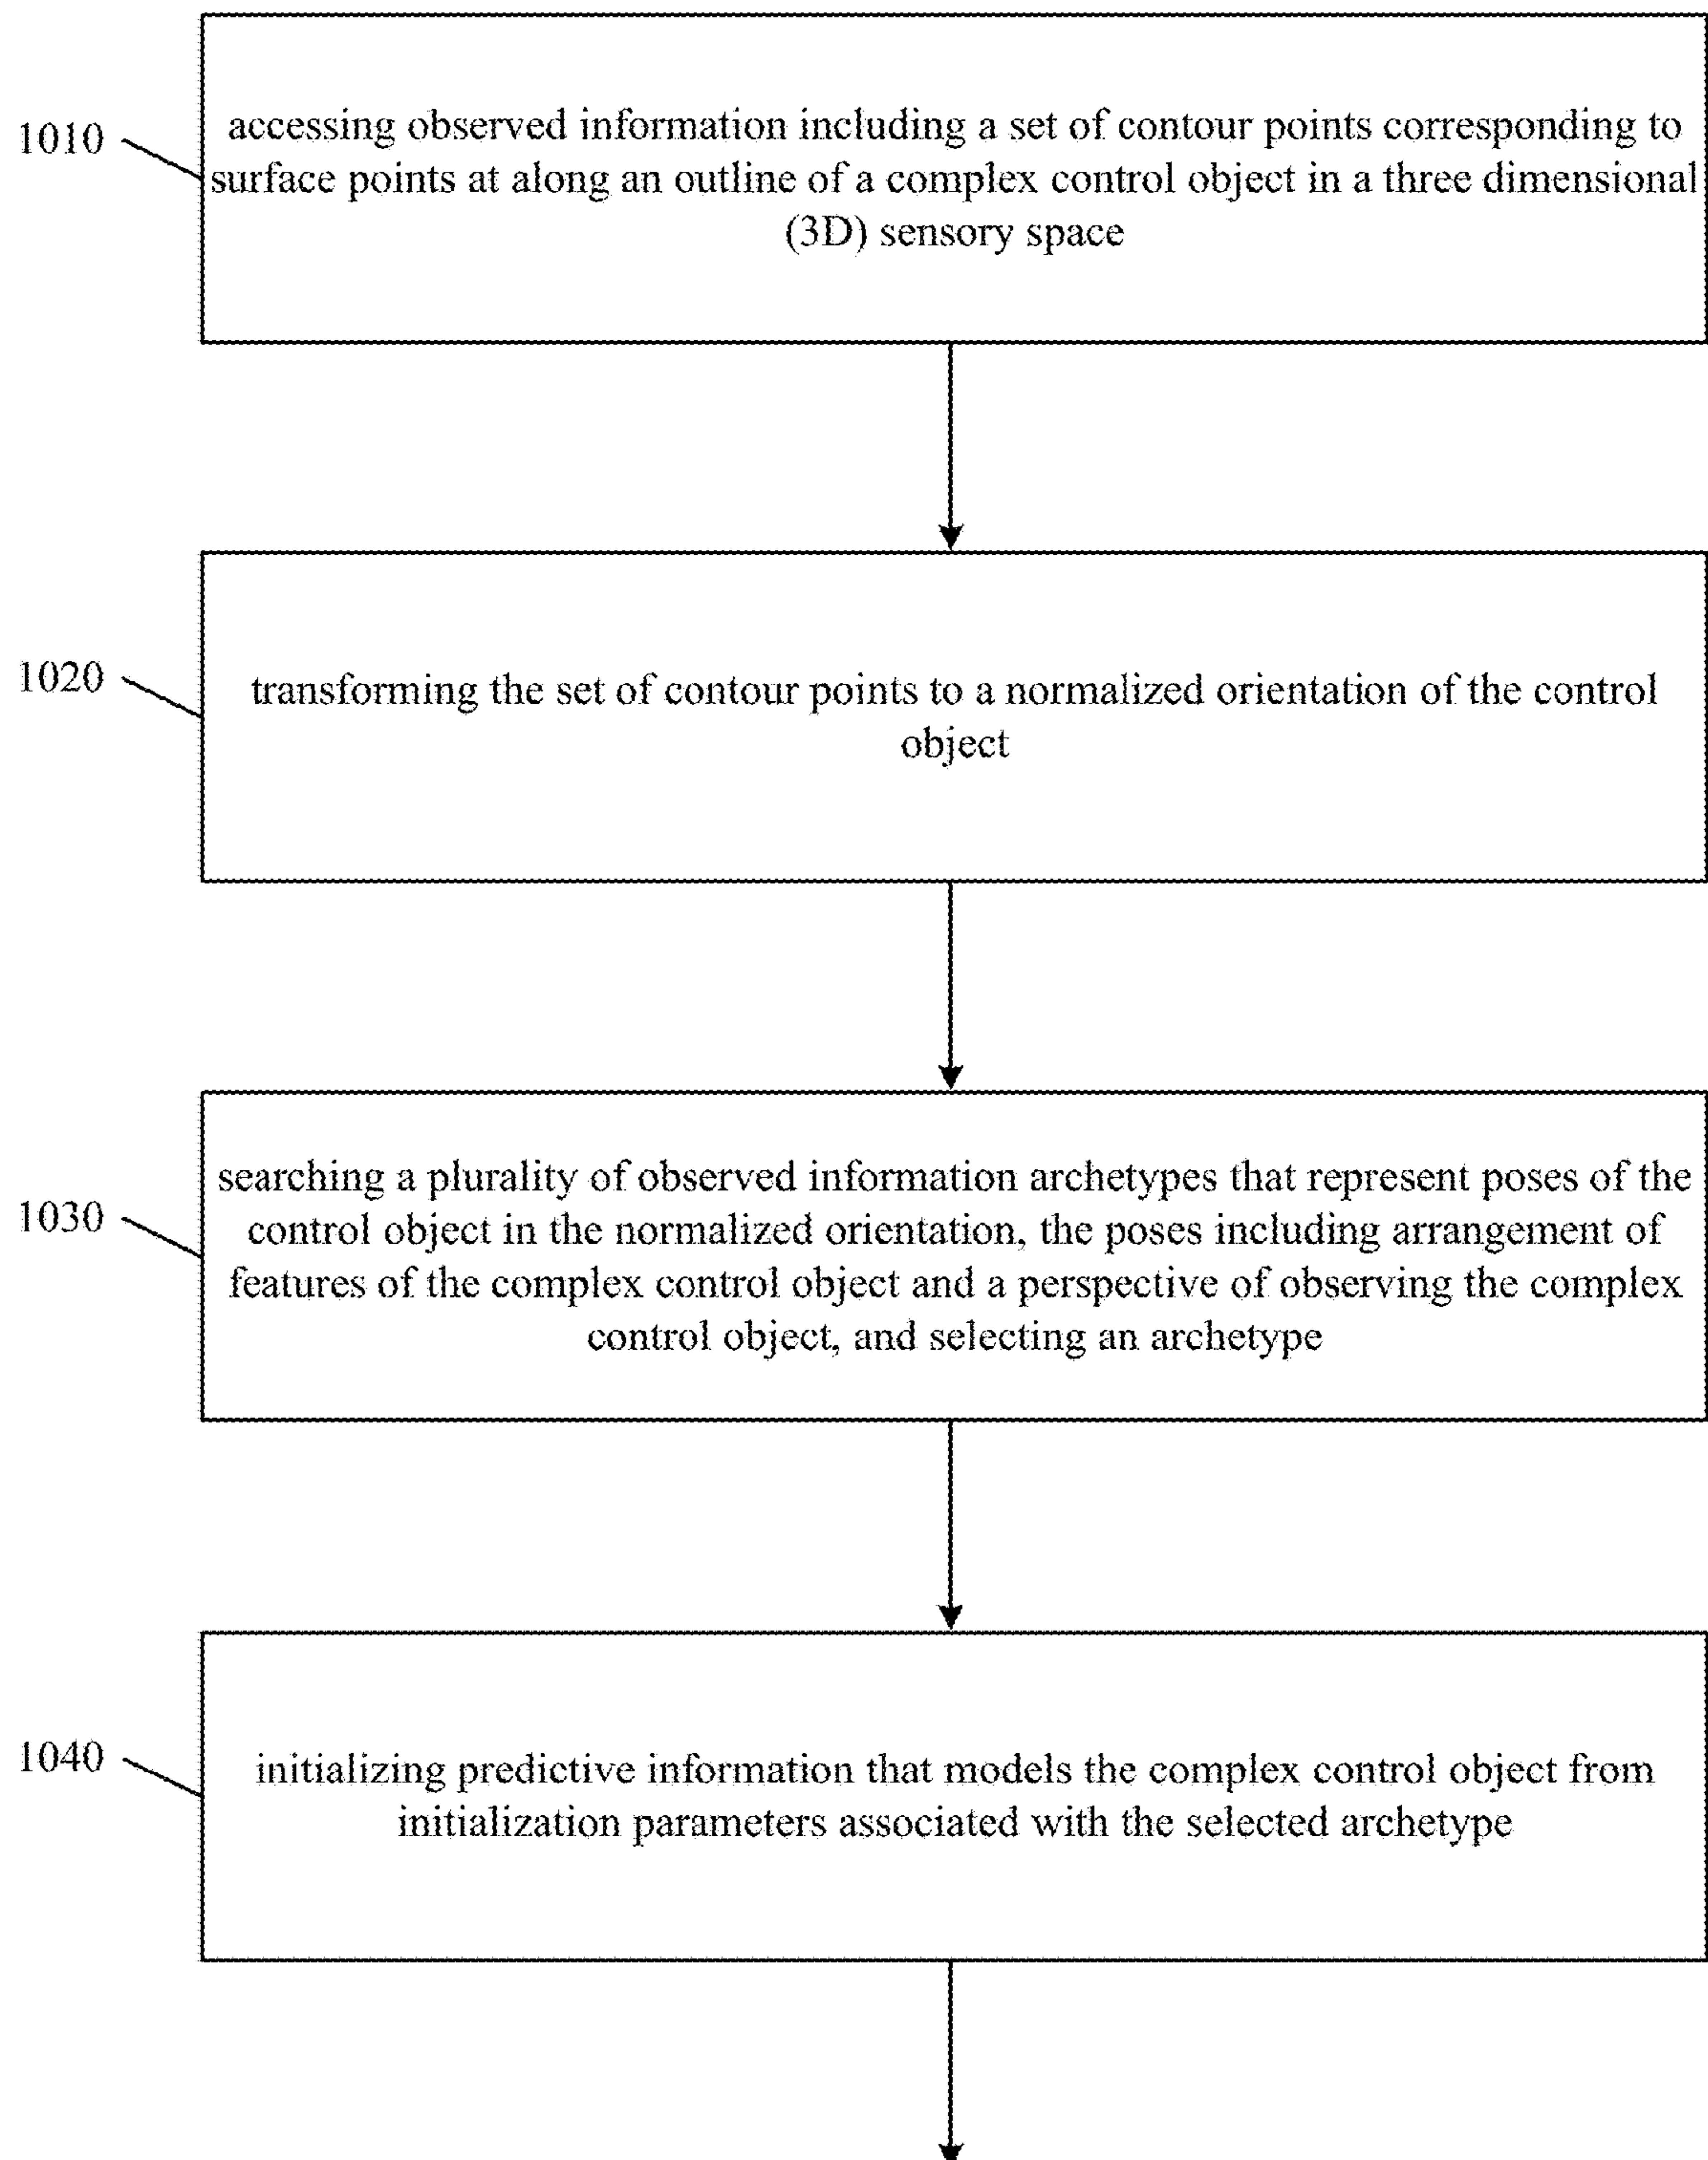 1010
accessing observed information including a set of contour points corresponding to
surface points at along an outline of a complex control object in a three dimensional
(3D) sensory space
1020
transforming the set of contour points to a normalized orientation of the control
object
1030
searching a plurality of observed information archetypes that represent poses of the
control object in the normalized orientation, the poses including arrangement of
features of the complex control object and a perspective of observing the complex
control object, and selecting an archetype
1040
initializing predictive information that models the complex control object from
initialization parameters associated with the selected archetype